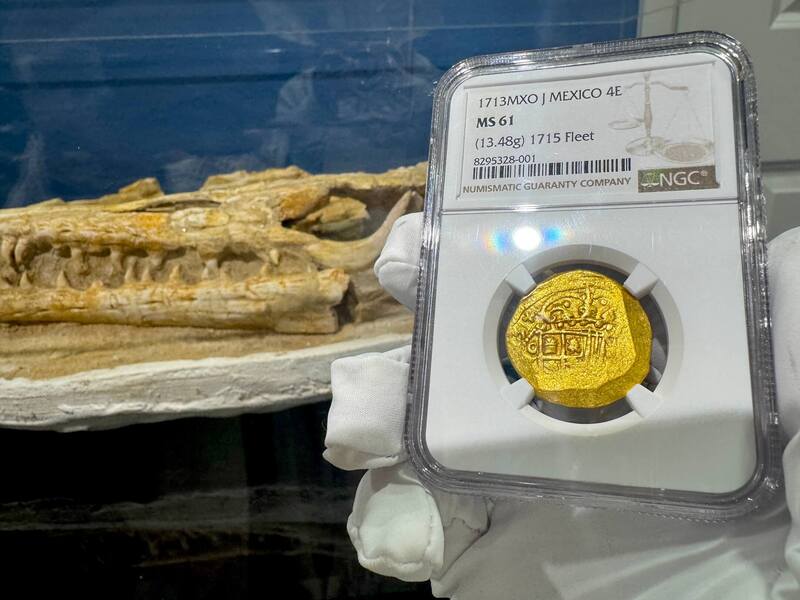 1713MXO J MEXICO 4E
MS 61
(13.48g) 1715 Fleet
8295328-001
NUMISMATIC GUARANTY COMPANY
NGC®